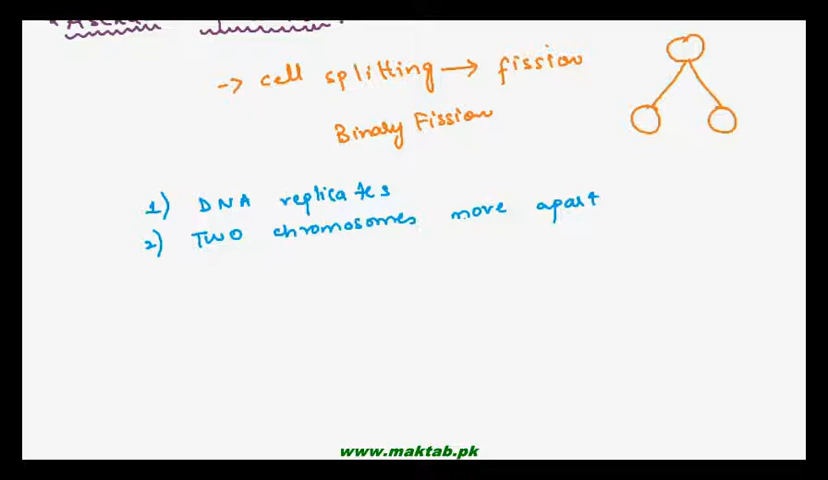 -> cell splitting -> fission
Binary Fission
1) DNA replicates
2) Two chromosomes move apart
www.maktab.pk